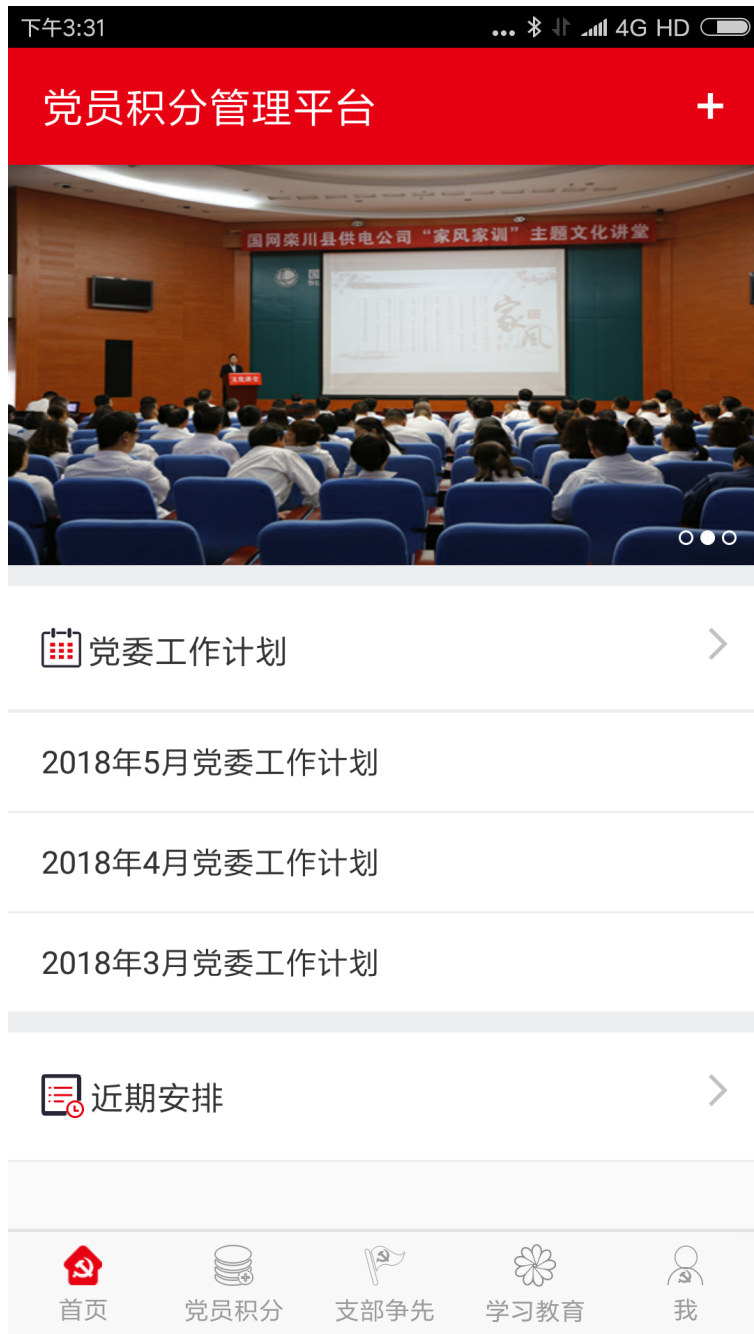 下午3:31
... 4G HD
党员积分管理平台
+
国网栾川县供电公司“家风家训”主题文化讲堂
国
家风
文化讲堂
党委工作计划
2018年5月党委工作计划
2018年4月党委工作计划
2018年3月党委工作计划
近期安排
首页
党员积分
支部争先
学习教育
我